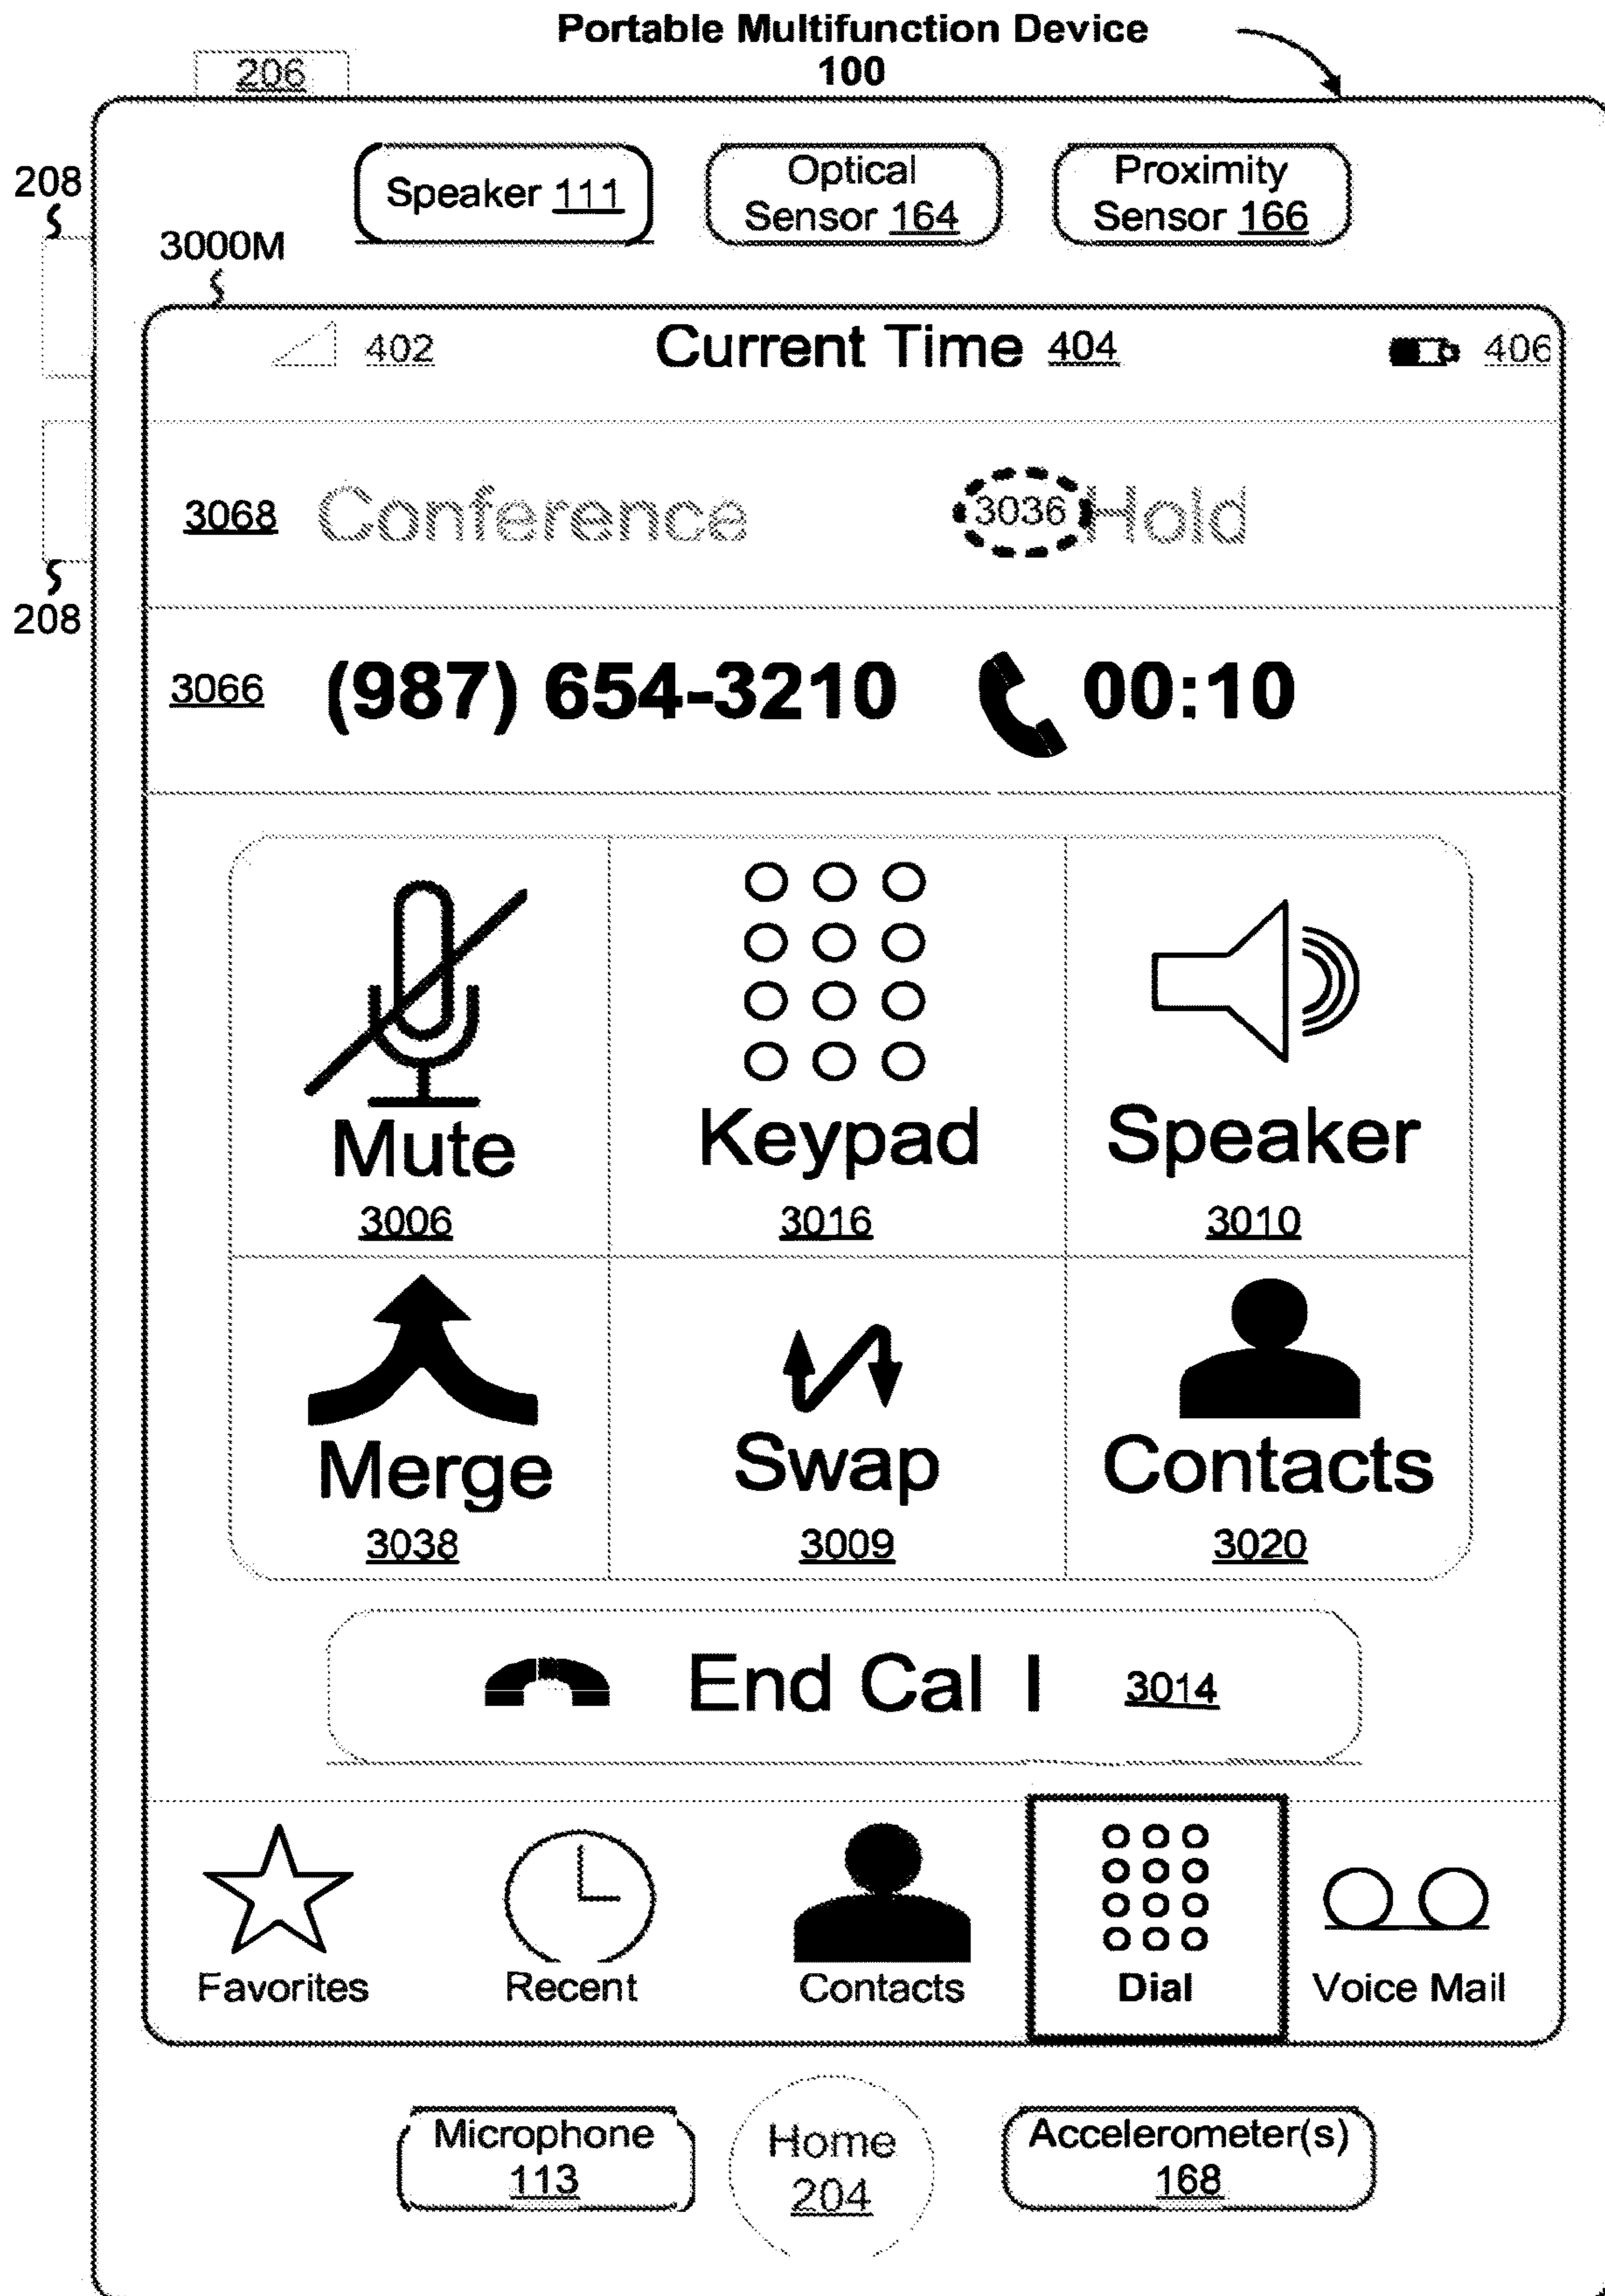 Portable Multifunction Device
100
206
208
Speaker 111
Optical
Sensor 164
Proximity
Sensor 166
3000M
402
Current Time 404
406
3068 Conference 3036 Hold
208
3066 (987) 654-3210 00:10
Mute
3006
Keypad
3016
Speaker
3010
Merge
3038
Swap
3009
Contacts
3020
End Cal l 3014
Favorites
Recent
Contacts
Dial
Voice Mail
Microphone
113
Home
204
Accelerometer(s)
168